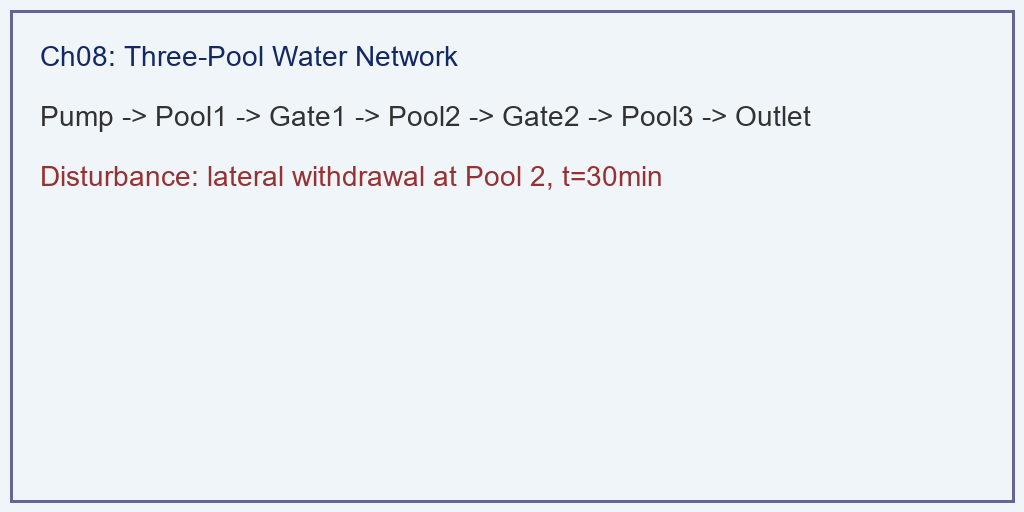 Ch08: Three-Pool Water Network
Pump -> Pool1 -> Gate1 -> Pool2 -> Gate2 -> Pool3 -> Outlet
Disturbance: lateral withdrawal at Pool 2, t=30min